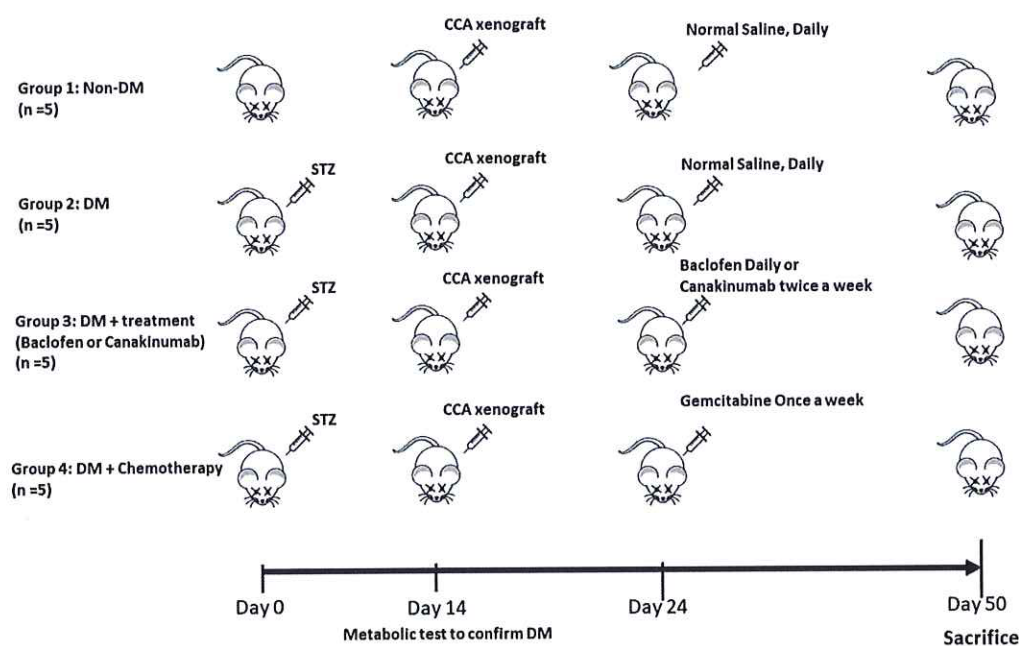 CCA xenograft
Normal Saline, Daily
Group 1: Non-DM
(n =5)
STZ
CCA xenograft
Normal Saline, Daily
Group 2: DM
(n =5)
STZ
CCA xenograft
Baclofen Daily or
Canakinumab twice a week
Group 3: DM + treatment
(Baclofen or Canakinumab)
(n =5)
STZ
CCA xenograft
Gemcitabine Once a week
Group 4: DM + Chemotherapy
(n =5)
Day 0
Day 14
Day 24
Day 50
Metabolic test to confirm DM
Sacrifice